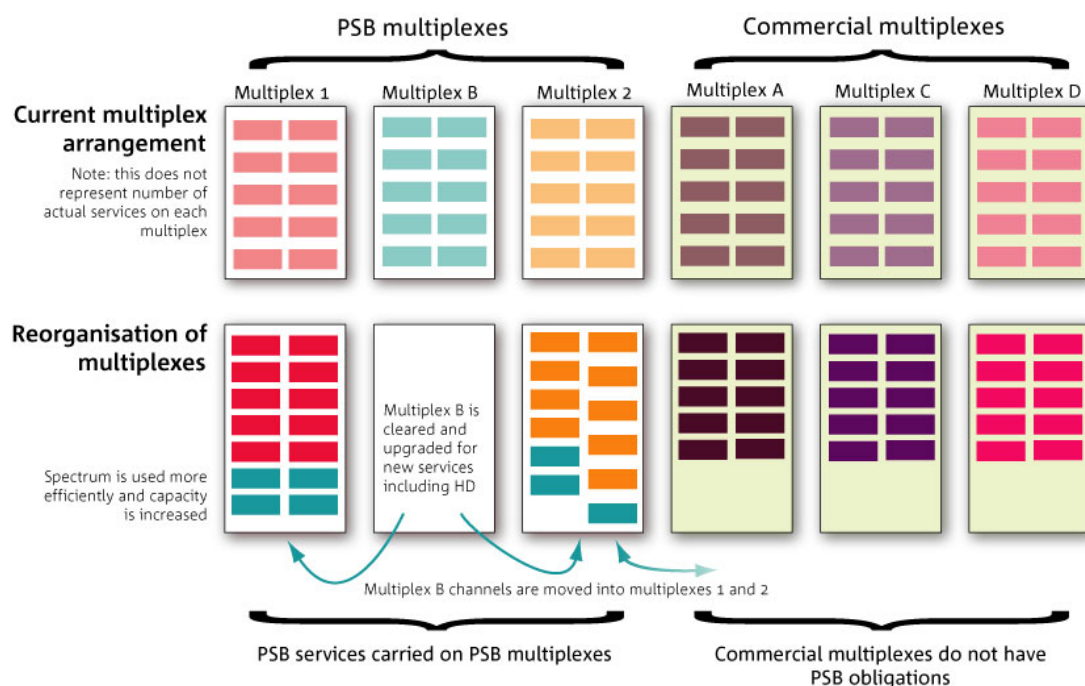 PSB multiplexes
Commercial multiplexes
Multiplex 1
Multiplex B
Multiplex 2
Multiplex A
Multiplex C
Multiplex D
Current multiplex
arrangement
Note: this does not
represent number of
actual services on each
multiplex
Reorganisation of
multiplexes
Spectrum is used more
efficiently and capacity
is increased
Multiplex B is
cleared and
upgraded for
new services
including HD
Multiplex B channels are moved into multiplexes 1 and 2
PSB services carried on PSB multiplexes
Commercial multiplexes do not have
PSB obligations